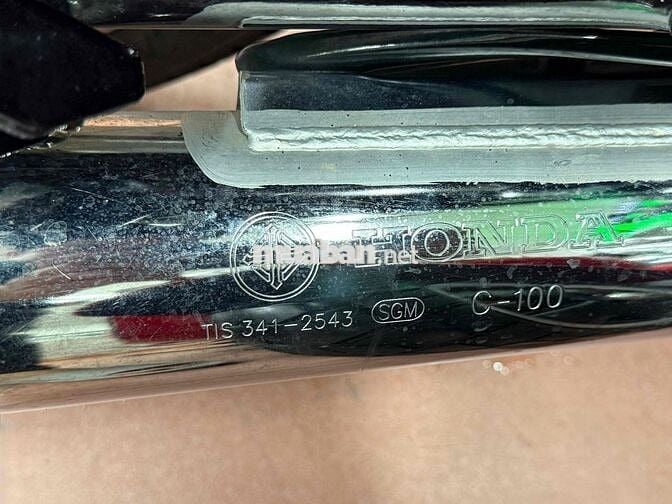 HONDA
muaban.net
TIS 341-2543 SGM C-100